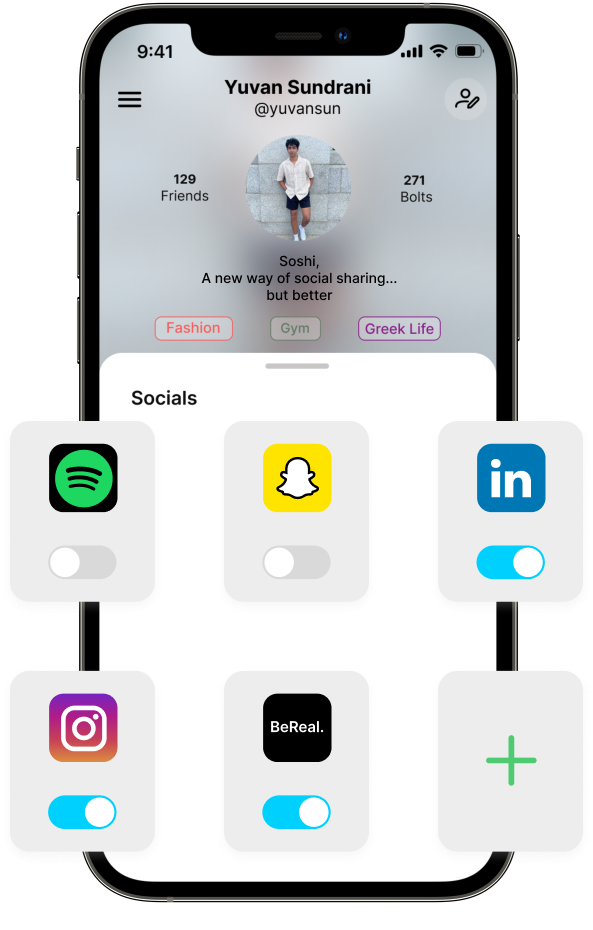 9:41
Yuvan Sundrani
@yuvansun
129
Friends
271
Bolts
Soshi,
A new way of social sharing...
but better
Fashion
Gym
Greek Life
Socials
in
BeReal.